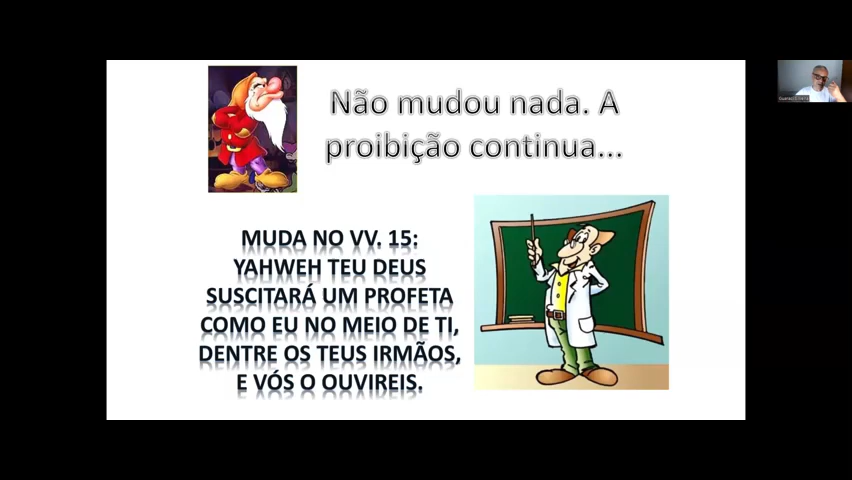 Não mudou nada. A
proibição continua...
MUDA NO VV. 15:
YAHWEH TEU DEUS
SUSCITARÁ UM PROFETA
COMO EU NO MEIO DE TI,
DENTRE OS TEUS IRMÃOS,
E VÓS O OUVIREIS.